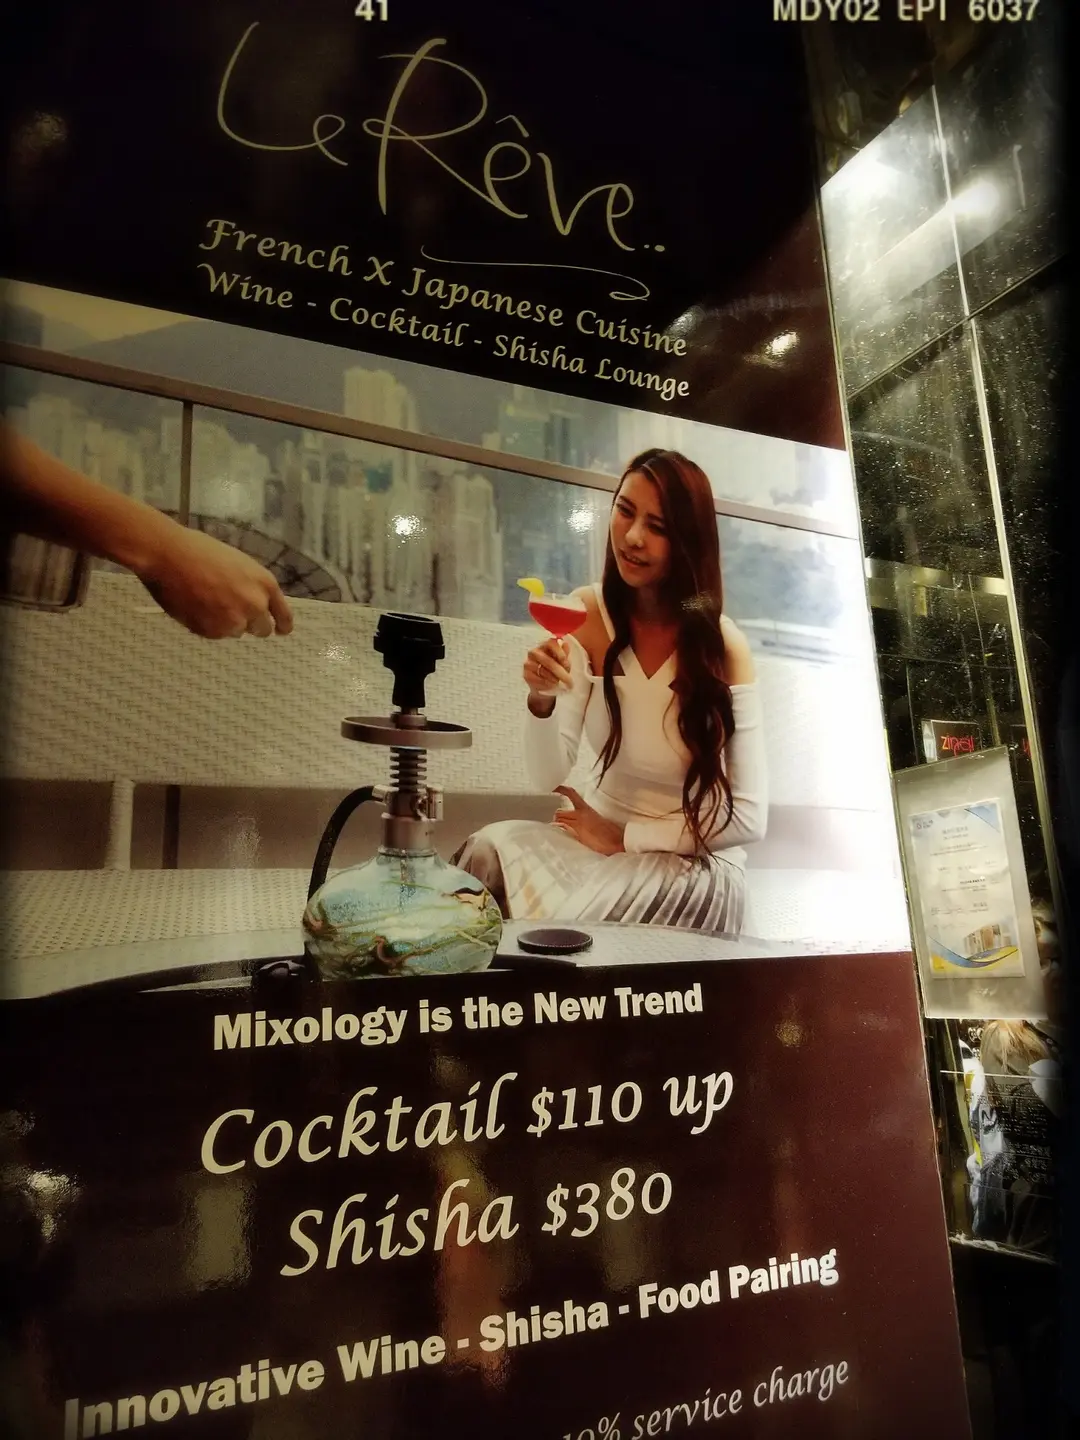 41
MDY02 EPI 6037
Le Rêve..
French X Japanese Cuisine
Wine - Cocktail - Shisha Lounge
Mixology is the New Trend
Cocktail $110 up
Shisha $380
Innovative Wine - Shisha - Food Pairing
10% service charge